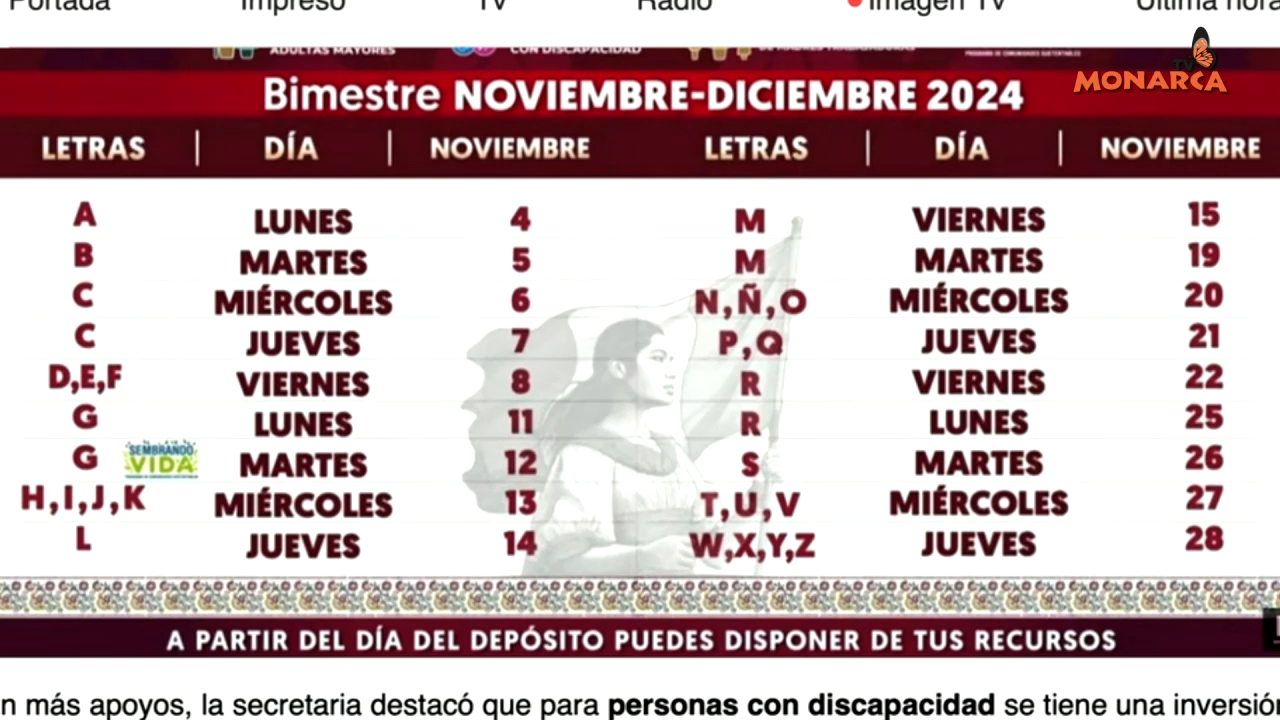 Portada Impreso TV Radio Imagen TV Última hora
ADULTAS MAYORES CON DISCAPACIDAD DE MADRES TRABAJADORAS
TV MONARCA
Bimestre NOVIEMBRE-DICIEMBRE 2024
LETRAS | DÍA | NOVIEMBRE LETRAS | DÍA | NOVIEMBRE
A LUNES 4 M VIERNES 15
B MARTES 5 M MARTES 19
C MIÉRCOLES 6 N,Ñ,O MIÉRCOLES 20
C JUEVES 7 P,Q JUEVES 21
D,E,F VIERNES 8 R VIERNES 22
G LUNES 11 R LUNES 25
G SEMBRANDO VIDA MARTES 12 S MARTES 26
H,I,J,K MIÉRCOLES 13 T,U,V MIÉRCOLES 27
L JUEVES 14 W,X,Y,Z JUEVES 28
A PARTIR DEL DÍA DEL DEPÓSITO PUEDES DISPONER DE TUS RECURSOS
n más apoyos, la secretaria destacó que para personas con discapacidad se tiene una inversión